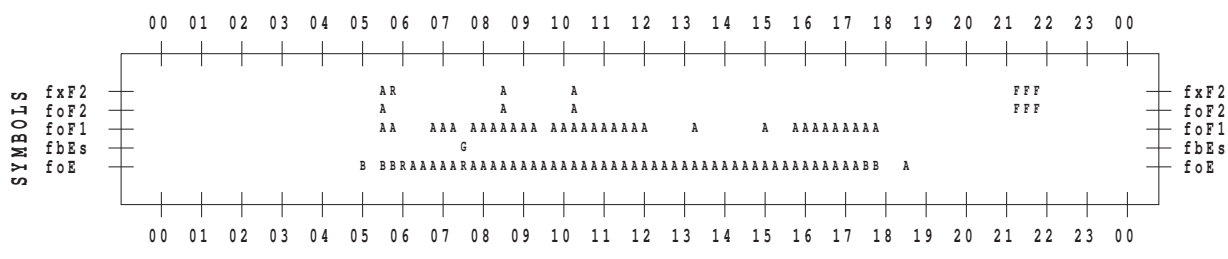 00 01 02 03 04 05 06 07 08 09 10 11 12 13 14 15 16 17 18 19 20 21 22 23 00
fxF2 AR A A FFF fxF2
foF2 A A A FFF foF2
foF1 AA AAA AAAAAAA AAAAAAAAAA A A AAAAAAAAA foF1
fbEs G fbEs
foE B BBRAAAAARAAAAAAAAAAAAAAAAAAAAAAAAAAAAAAAAAAAAAAABB A foE
SYMBOLS
00 01 02 03 04 05 06 07 08 09 10 11 12 13 14 15 16 17 18 19 20 21 22 23 00